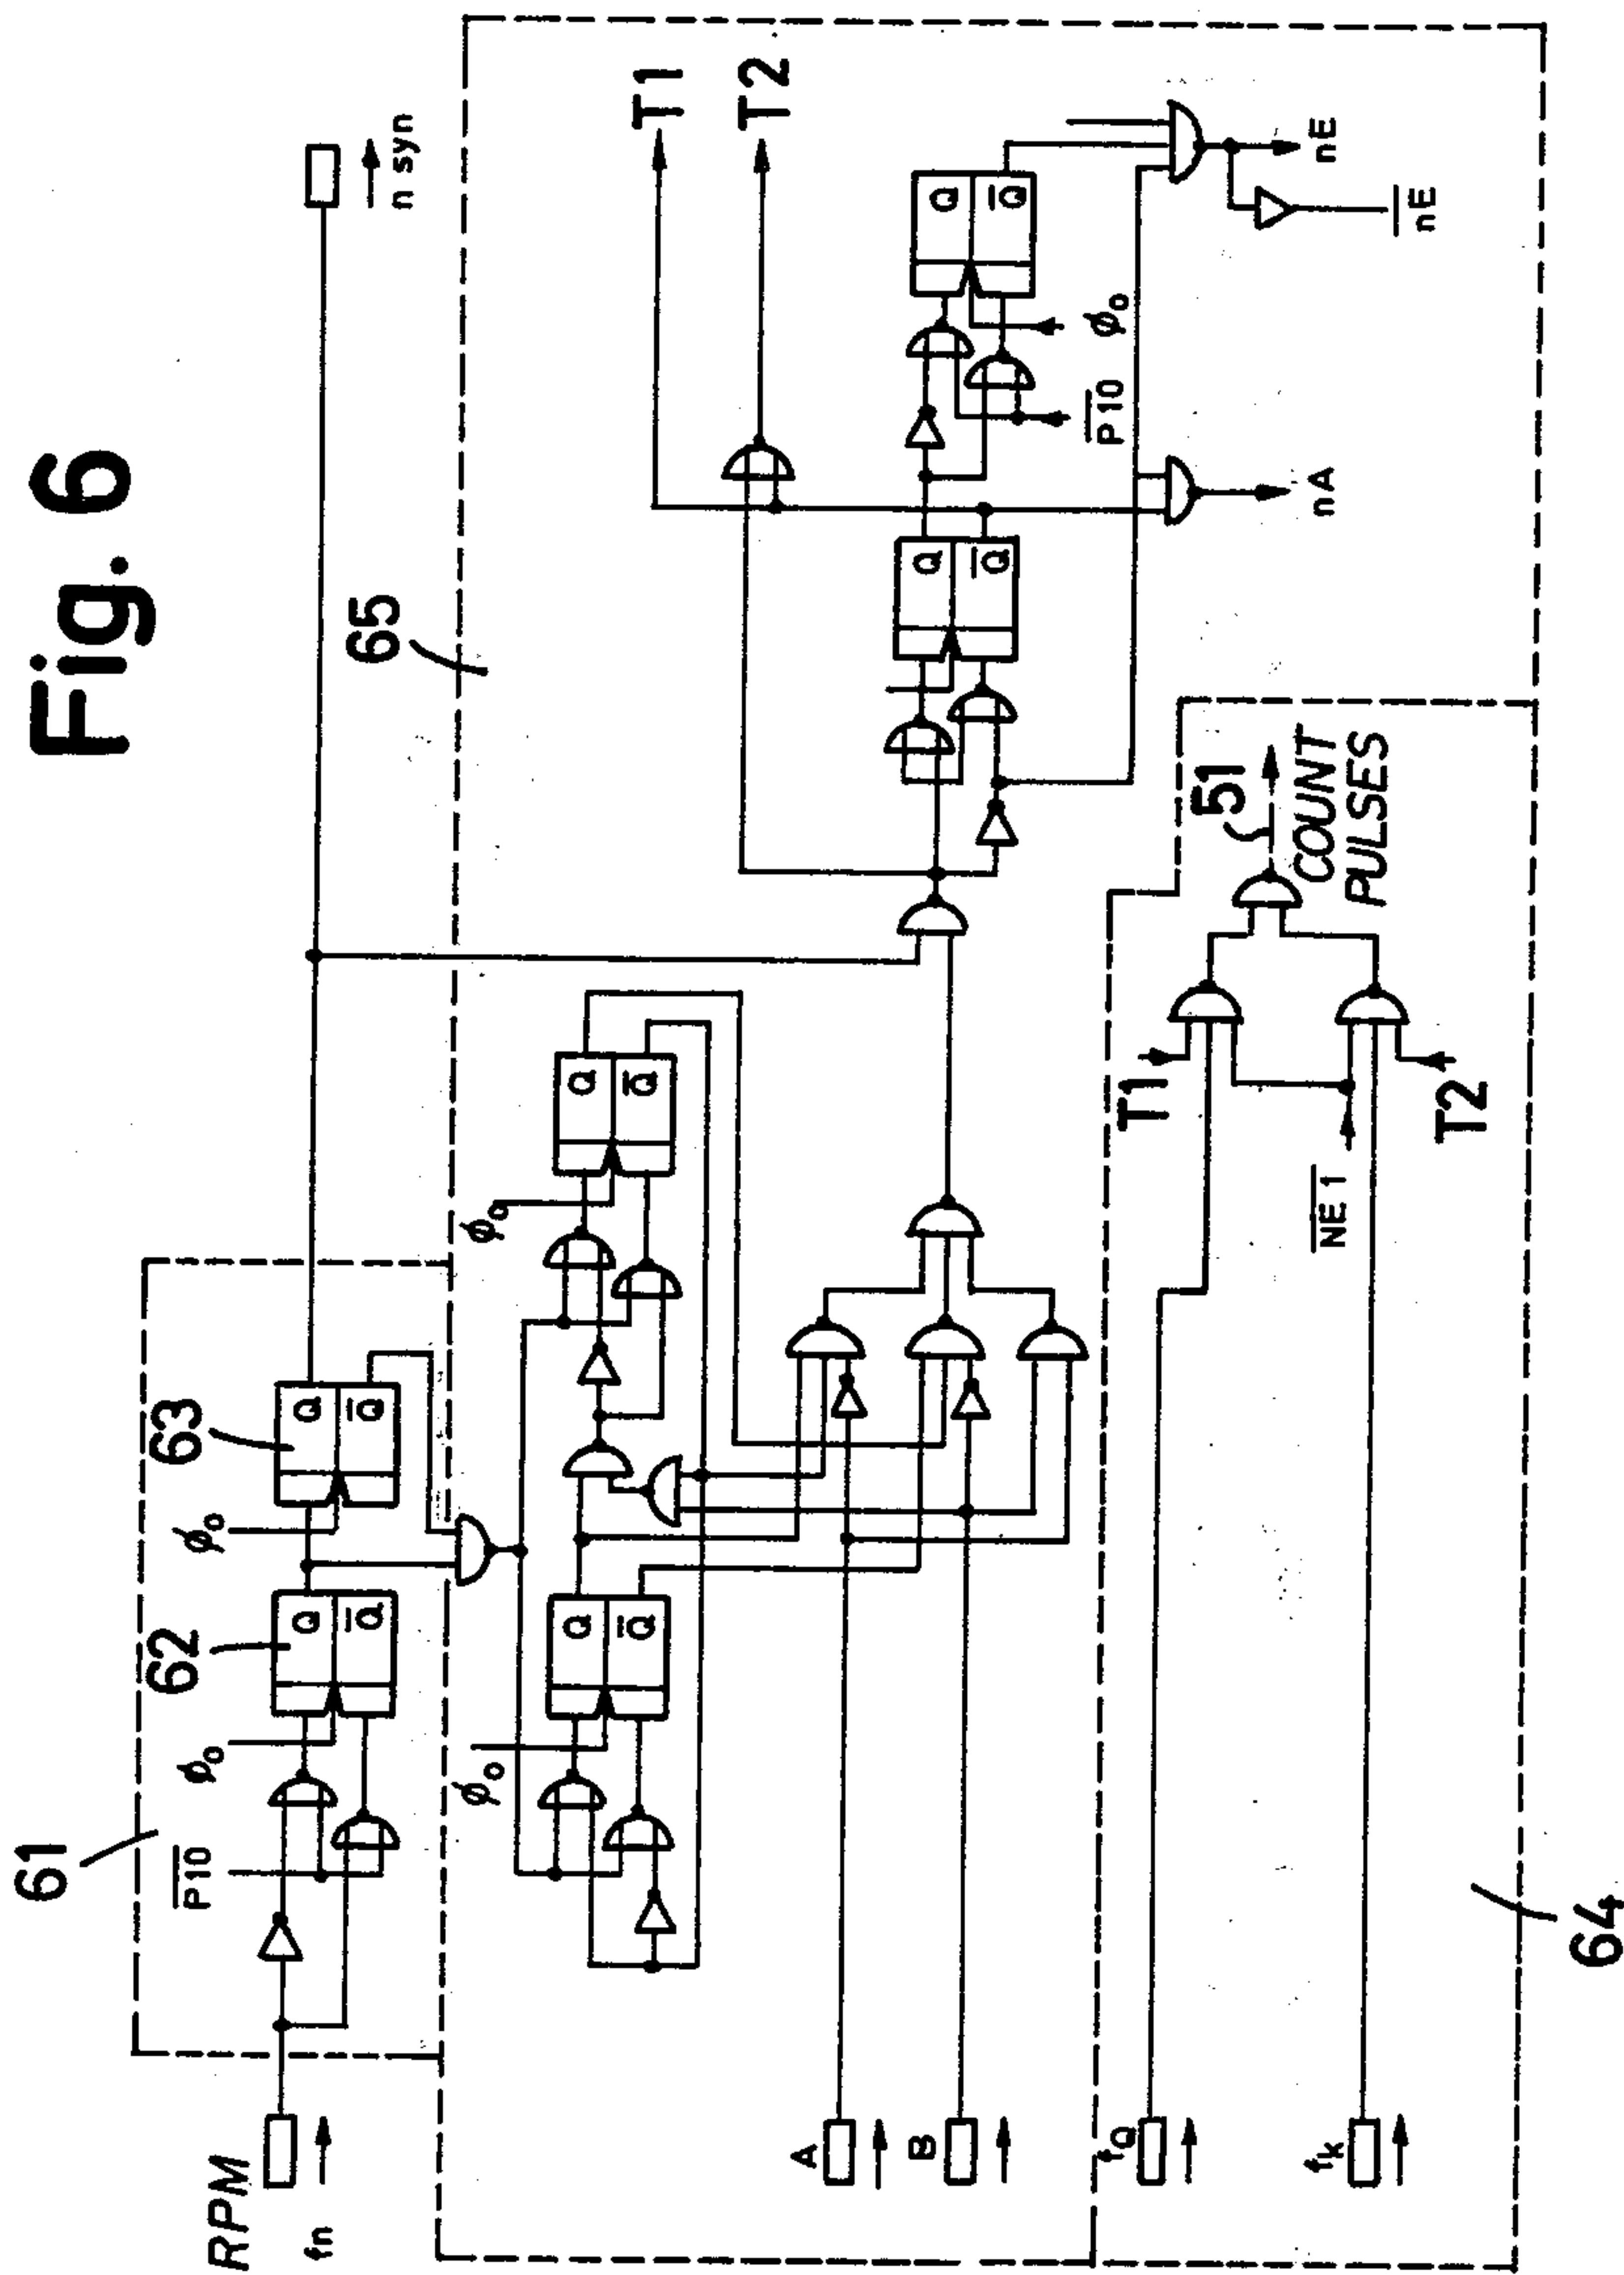 Fig. 6
61
62
63
65
RPM
fn
P10
ϕo
Q
Q
ϕo
Q
Q
n syn
ϕo
Q
Q
ϕo
Q
Q
T1
T2
Q
Q
Q
Q
P10
ϕo
nA
nE
nE
A
B
fQ
fk
T1
NE 1
T2
51
COUNT
PULSES
64